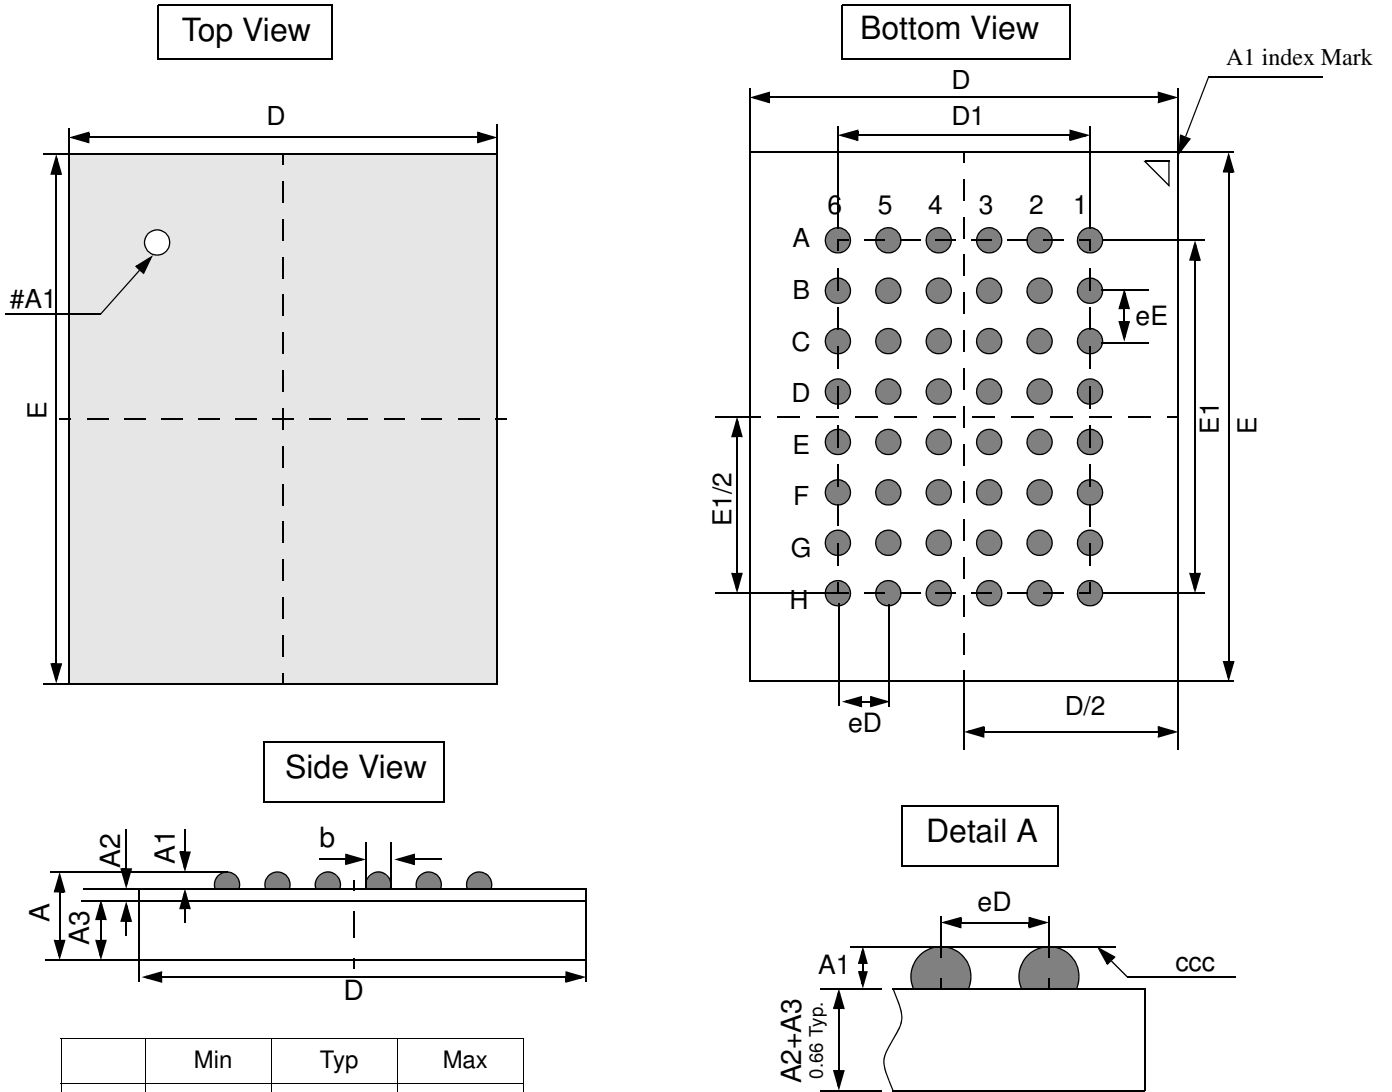 Top View
Bottom View
A1 index Mark
D
D
D1
6 5 4 3 2 1
A
B
eE
C
#A1
D
E
E1
E
E
E1/2
F
G
H
eD
D/2
Side View
Detail A
A2
A1
b
A
A3
D
eD
A1
ccc
A2+A3
0.66 Typ.
Min Typ Max